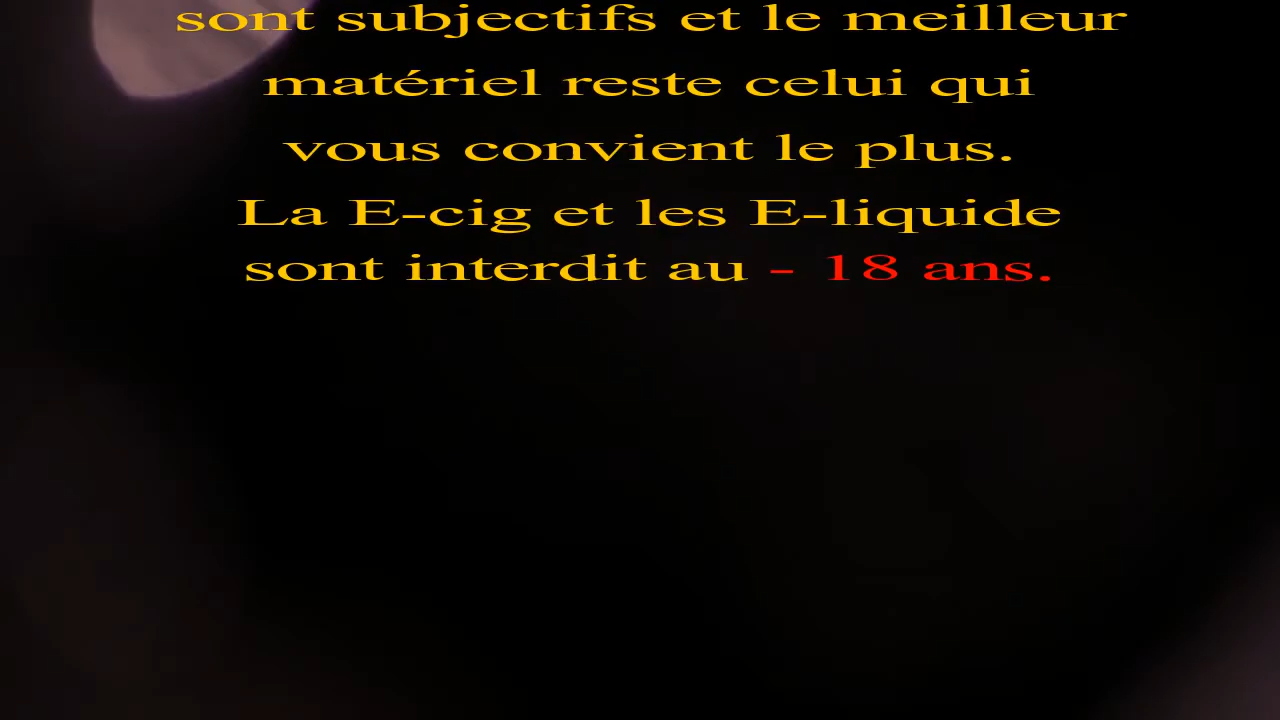 sont subjectifs et le meilleur
matériel reste celui qui
vous convient le plus.
La E-cig et les E-liquide
sont interdit au - 18 ans.